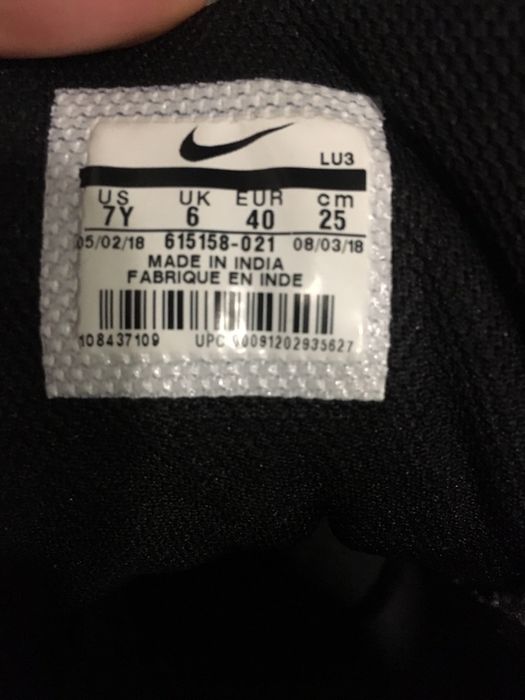 LU3
US UK EUR cm
7Y 6 40 25
05/02/18 615158-021 08/03/18
MADE IN INDIA
FABRIQUE EN INDE
108437109 UPC 00091202935627